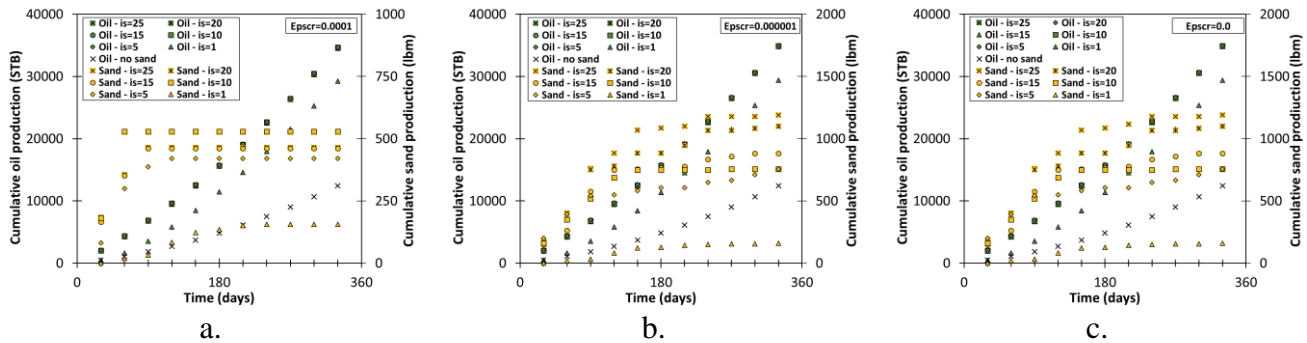 Epscr=0.0001
Oil - is=25 Oil - is=20
Oil - is=15 Oil - is=10
Oil - is=5 Oil - is=1
Oil - no sand
Sand - is=25 Sand - is=20
Sand - is=15 Sand - is=10
Sand - is=5 Sand - is=1
Cumulative oil production (STB)
40000
30000
20000
10000
0
Cumulative sand production (lbm)
1000
750
500
250
0
0 180 360
Time (days)
a.
Epscr=0.000001
Oil - is=25 Oil - is=20
Oil - is=15 Oil - is=10
Oil - is=5 Oil - is=1
Oil - no sand
Sand - is=25 Sand - is=20
Sand - is=15 Sand - is=10
Sand - is=5 Sand - is=1
Cumulative oil production (STB)
40000
30000
20000
10000
0
Cumulative sand production (lbm)
2000
1500
1000
500
0
0 180 360
Time (days)
b.
Epscr=0.0
Oil - is=25 Oil - is=20
Oil - is=15 Oil - is=10
Oil - is=5 Oil - is=1
Oil - no sand
Sand - is=25 Sand - is=20
Sand - is=15 Sand - is=10
Sand - is=5 Sand - is=1
Cumulative oil production (STB)
40000
30000
20000
10000
0
Cumulative sand production (lbm)
2000
1500
1000
500
0
0 180 360
Time (days)
c.